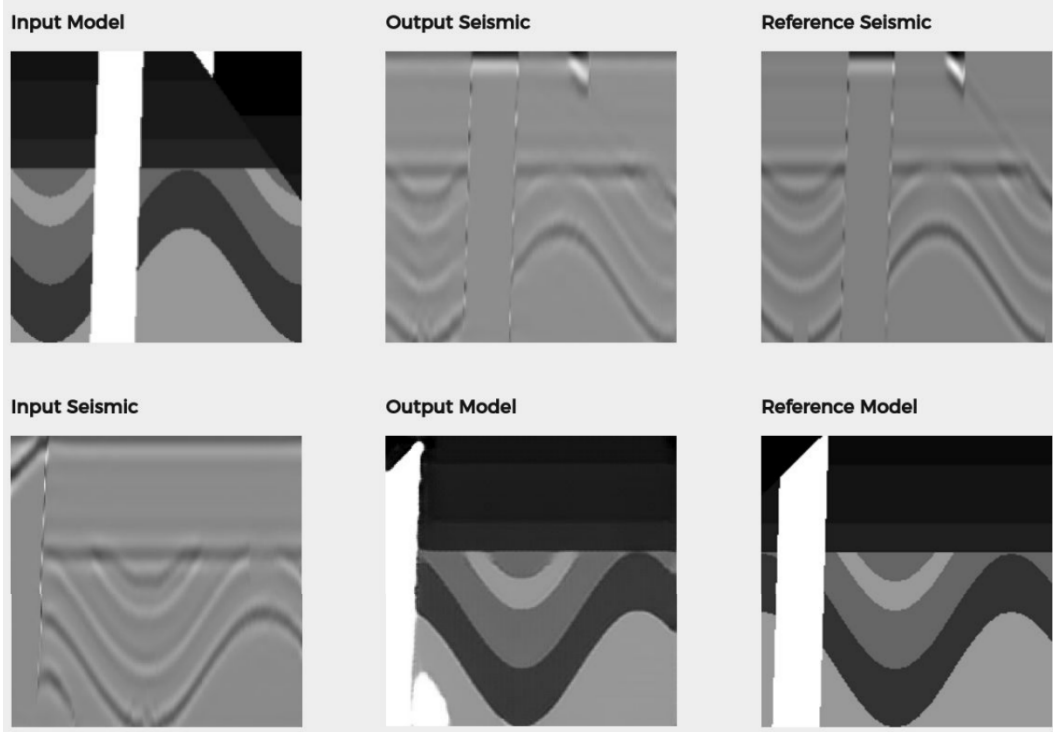 Input Model
Output Seismic
Reference Seismic
Input Seismic
Output Model
Reference Model